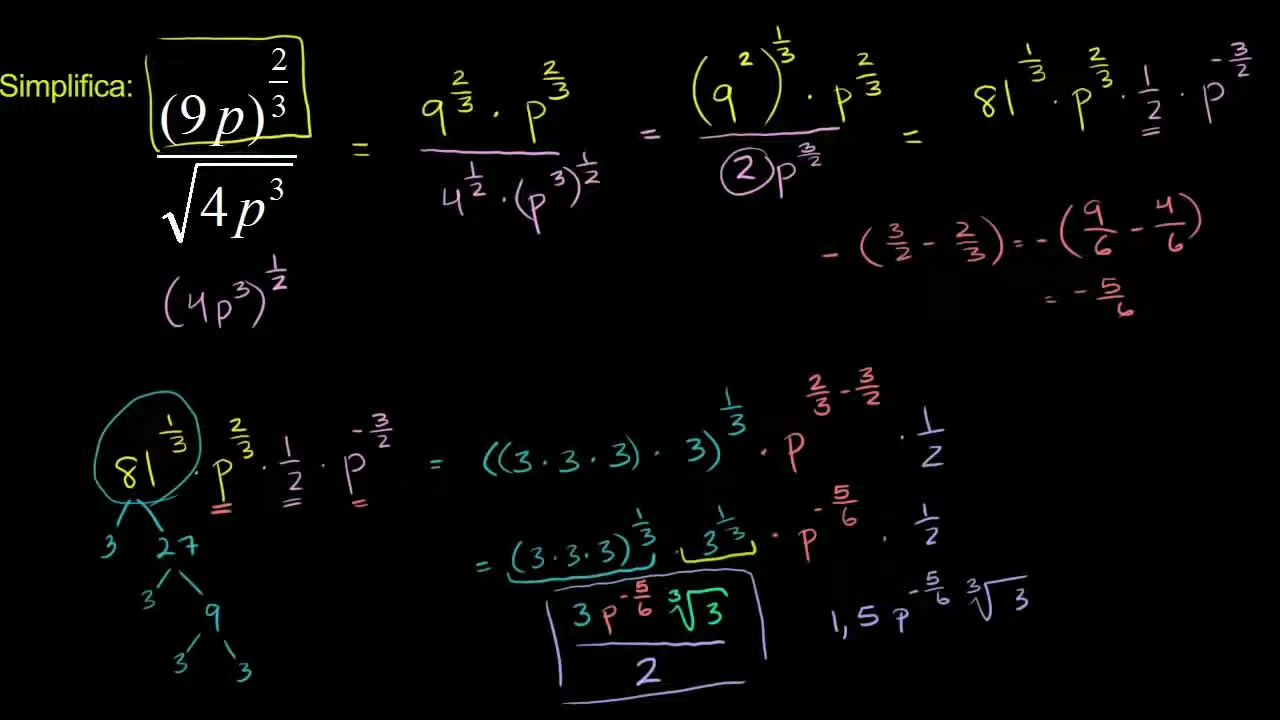 Simplifica: (9p)^(2/3) / √(4p³) = (9^(2/3) · p^(2/3)) / (4^(1/2) · (p³)^(1/2)) = ((9²)^(1/3) · p^(2/3)) / (2p^(3/2)) = 81^(1/3) · p^(2/3) · 1/2 · p^(-3/2)
- (3/2 - 2/3) = - (9/6 - 4/6)
= - 5/6
(4p³)^(1/2)
81^(1/3) · p^(2/3) · 1/2 · p^(-3/2) = ((3·3·3)·3)^(1/3) · p^(2/3 - 3/2) · 1/2
3 27
= (3·3·3)^(1/3) · 3^(1/3) · p^(-5/6) · 1/2
3 9
3p^(-5/6) ∛3 / 2
1,5 p^(-5/6) ∛3
3 3